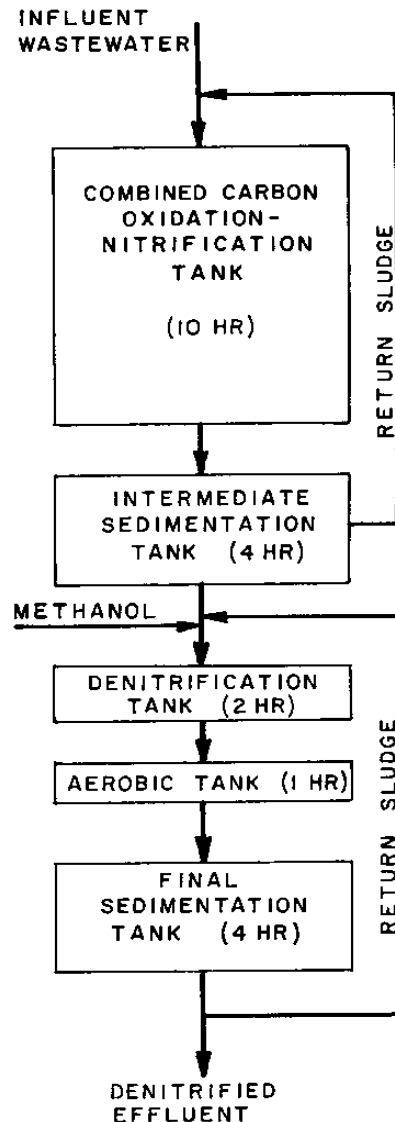 INFLUENT
WASTEWATER
COMBINED CARBON
OXIDATION-
NITRIFICATION
TANK
(10 HR)
RETURN SLUDGE
INTERMEDIATE
SEDIMENTATION
TANK (4 HR)
METHANOL
DENITRIFICATION
TANK (2 HR)
AEROBIC TANK (1 HR)
RETURN SLUDGE
FINAL
SEDIMENTATION
TANK (4 HR)
DENITRIFIED
EFFLUENT